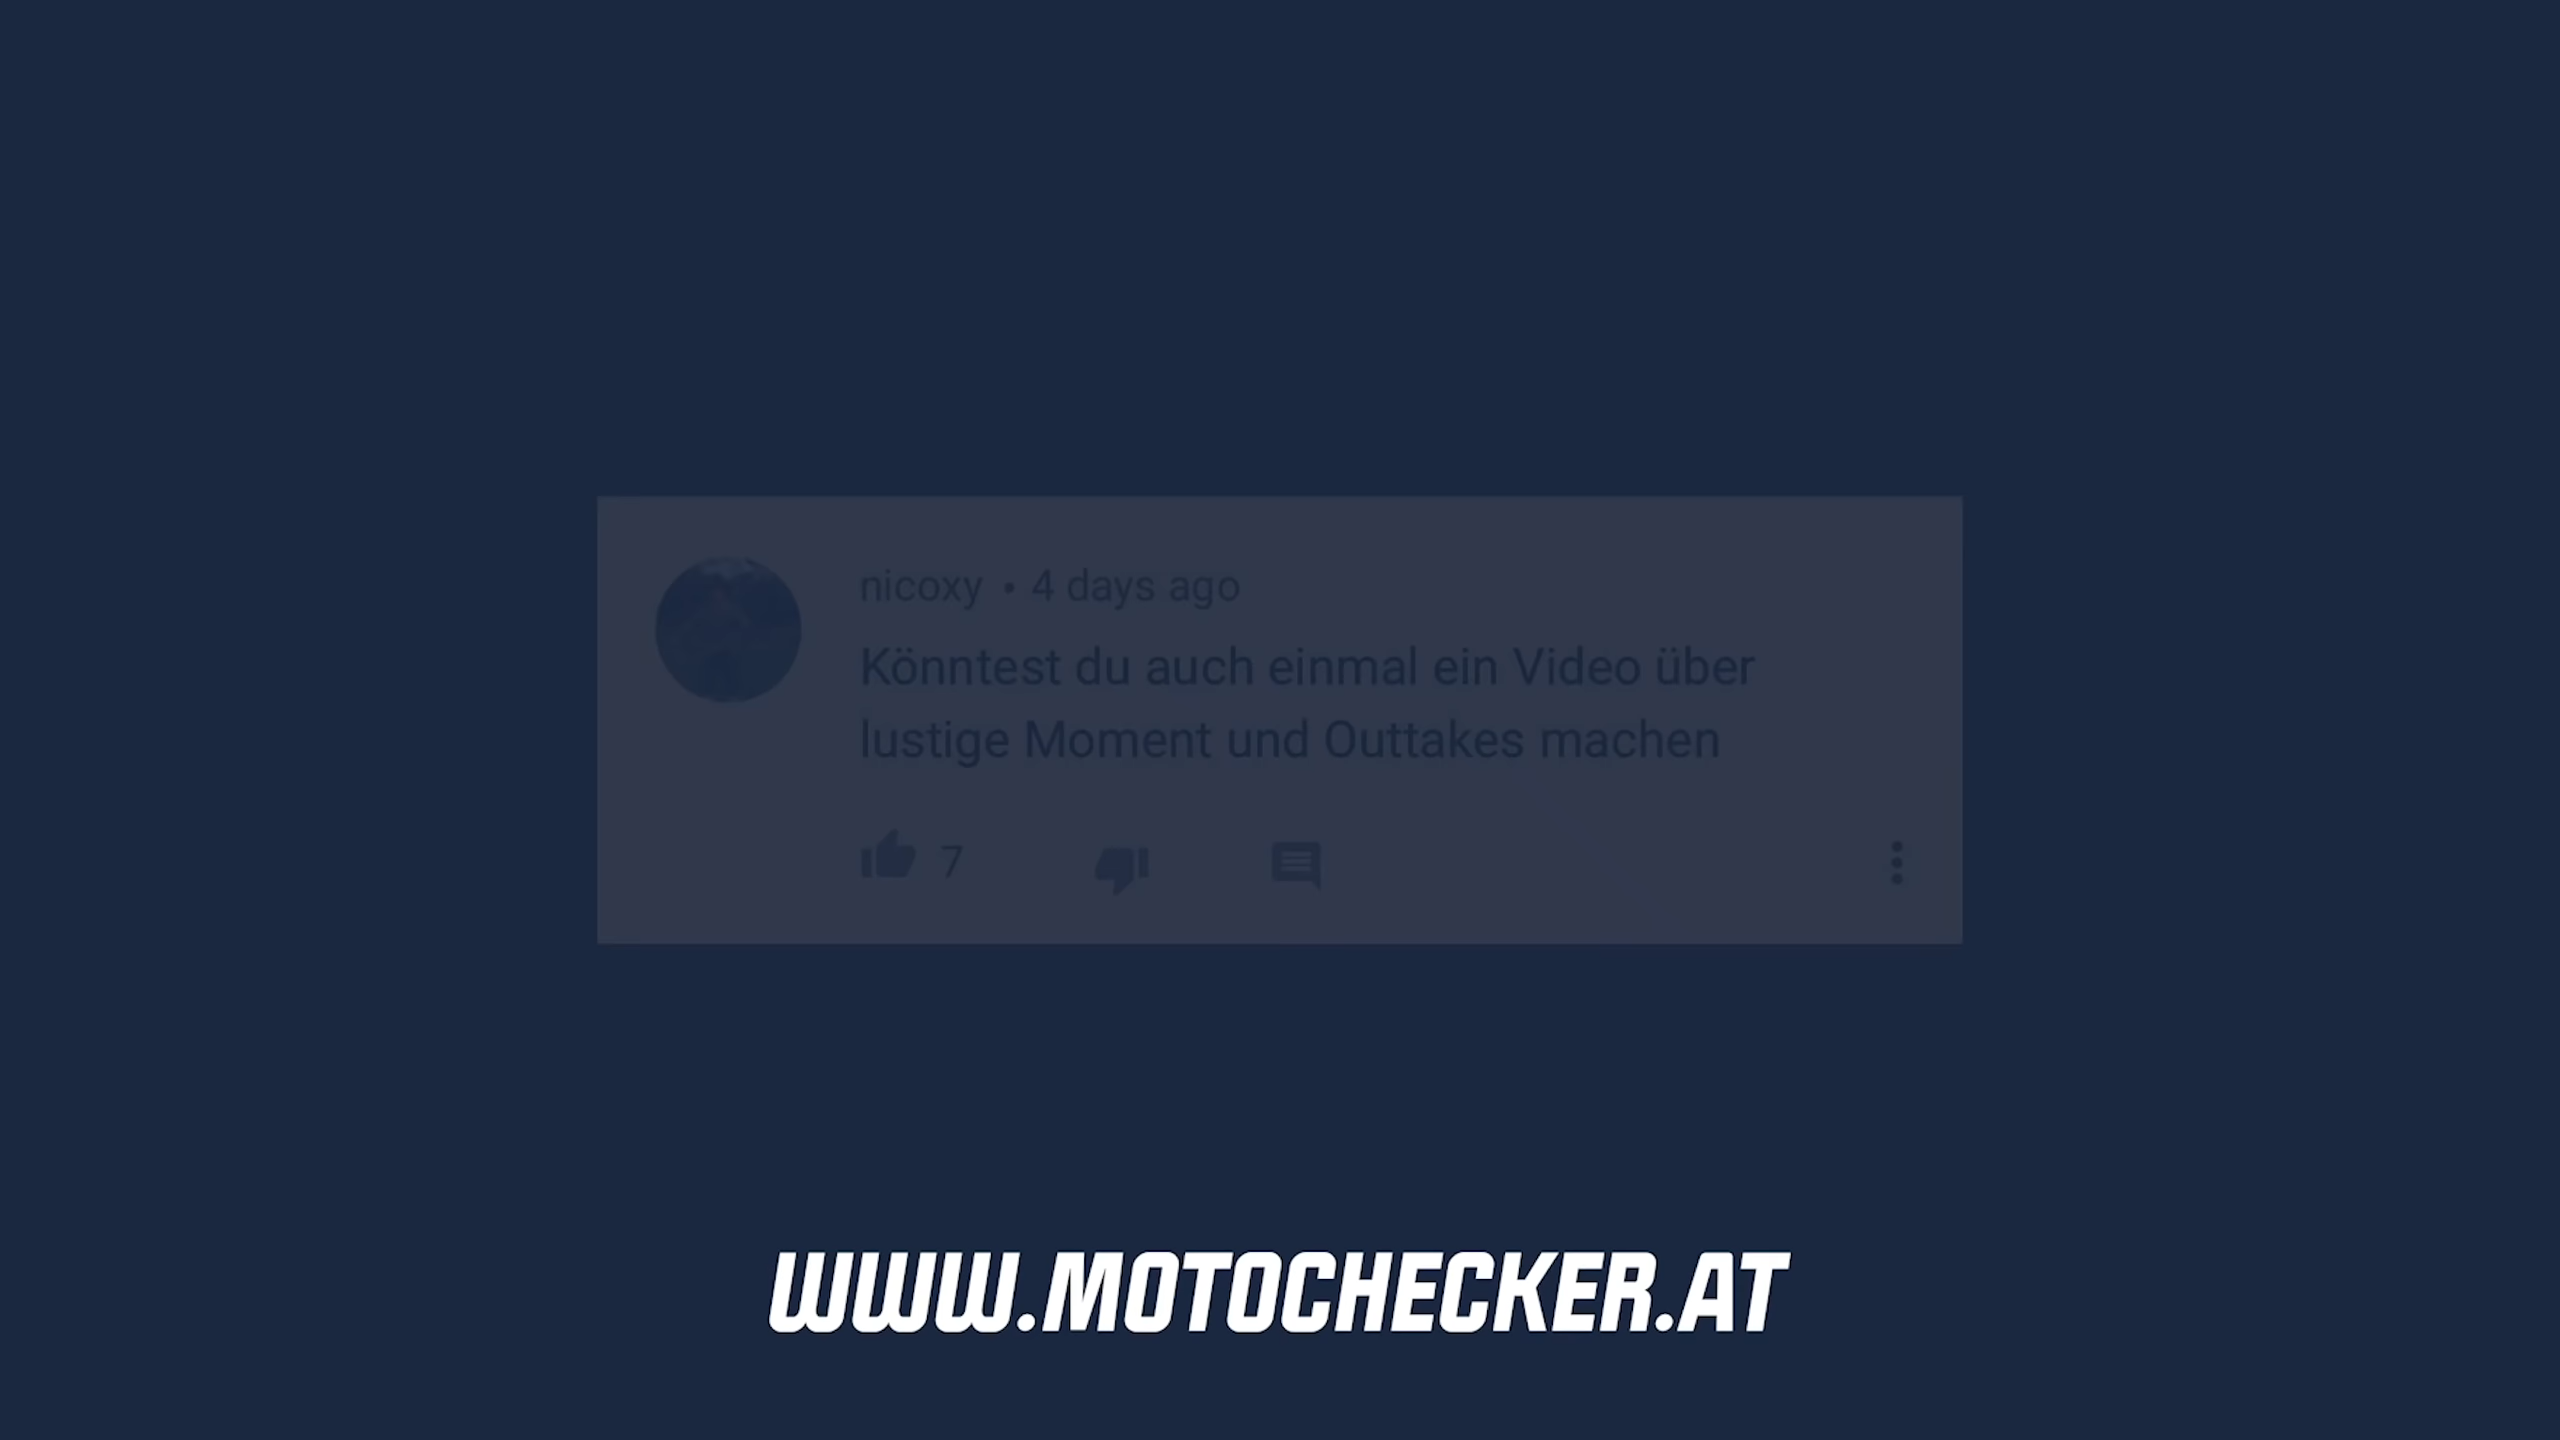 nicoxy • 4 days ago
Könntest du auch einmal ein Video über
lustige Moment und Outtakes machen
7
WWW.MOTOCHECKER.AT